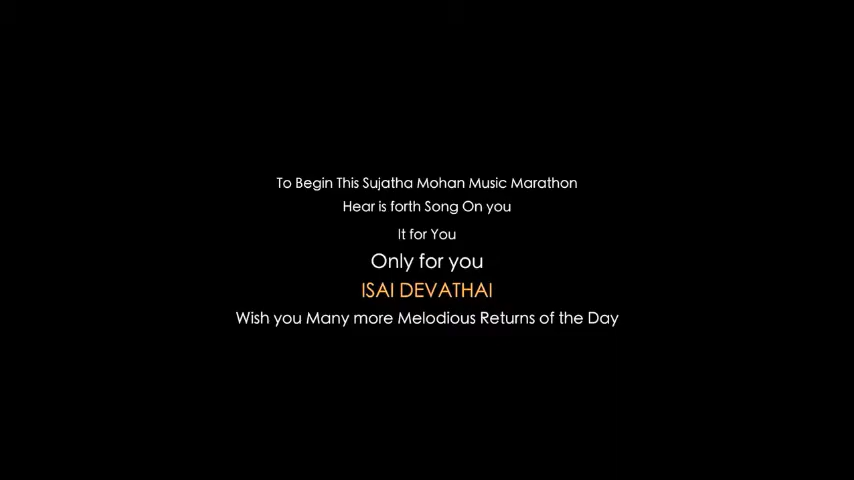 To Begin This Sujatha Mohan Music Marathon
Hear is forth Song On you
It for You
Only for you
ISAI DEVATHAI
Wish you Many more Melodious Returns of the Day